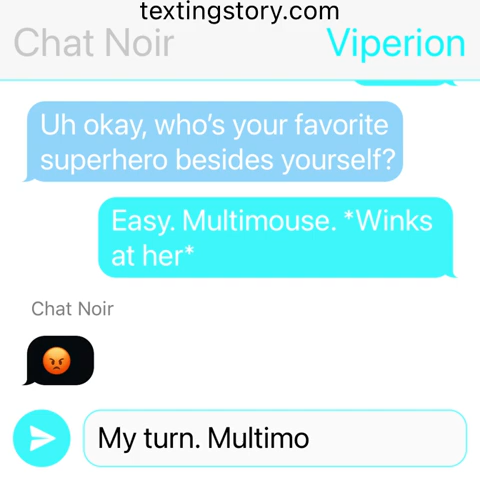 textingstory.com
Chat Noir
Viperion
Uh okay, who’s your favorite
superhero besides yourself?
Easy. Multimouse. *Winks
at her*
Chat Noir
😡
My turn. Multimo